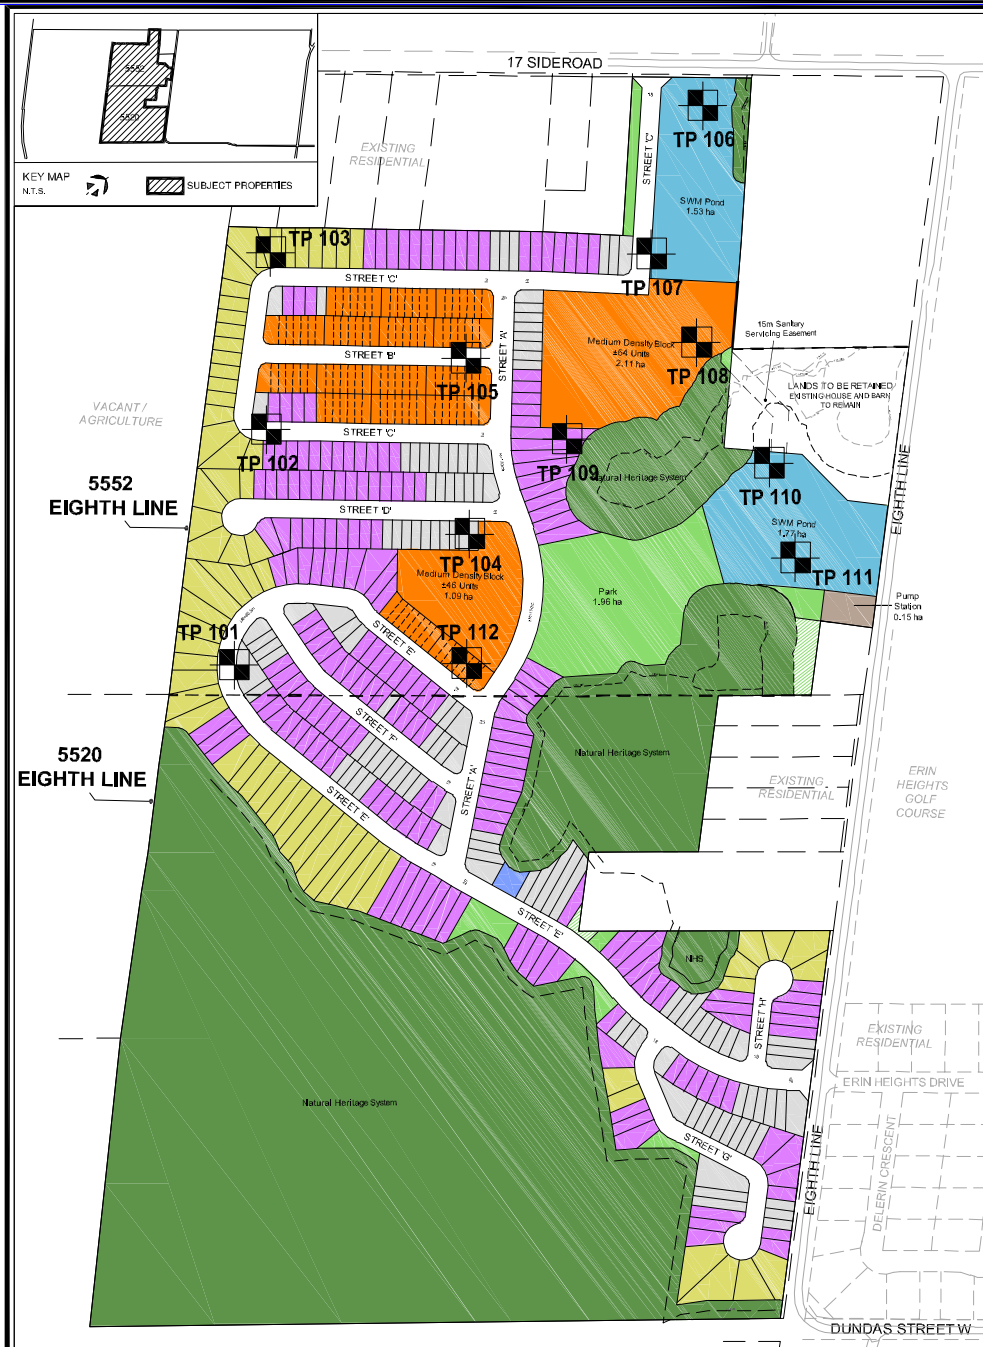 17 SIDEROAD
5552
5520
KEY MAP
N.T.S.
SUBJECT PROPERTIES
EXISTING
RESIDENTIAL
STREET 'C'
TP 106
SWM Pond
1.53 ha
TP 103
TP 107
STREET 'C'
STREET 'A'
STREET 'B'
TP 105
Medium Density Block
±64 Units
2.11 ha
TP 108
15m Sanitary
Servicing Easement
LANDS TO BE RETAINED
EXISTING HOUSE AND BARN
TO REMAIN
VACANT /
AGRICULTURE
STREET 'C'
TP 102
TP 109
Natural Heritage System
TP 110
EIGHTH LINE
5552
EIGHTH LINE
STREET 'D'
TP 104
Medium Density Block
±46 Units
1.09 ha
SWM Pond
1.77 ha
TP 111
Park
1.96 ha
Pump
Station
0.15 ha
TP 101
STREET 'E'
TP 112
5520
EIGHTH LINE
STREET 'F'
STREET 'A'
Natural Heritage System
EXISTING
RESIDENTIAL
ERIN
HEIGHTS
GOLF
COURSE
STREET 'E'
STREET 'E'
NHS
STREET 'H'
EXISTING
RESIDENTIAL
ERIN HEIGHTS DRIVE
Natural Heritage System
STREET 'G'
EIGHTH LINE
DELERIN CRESCENT
DUNDAS STREET W